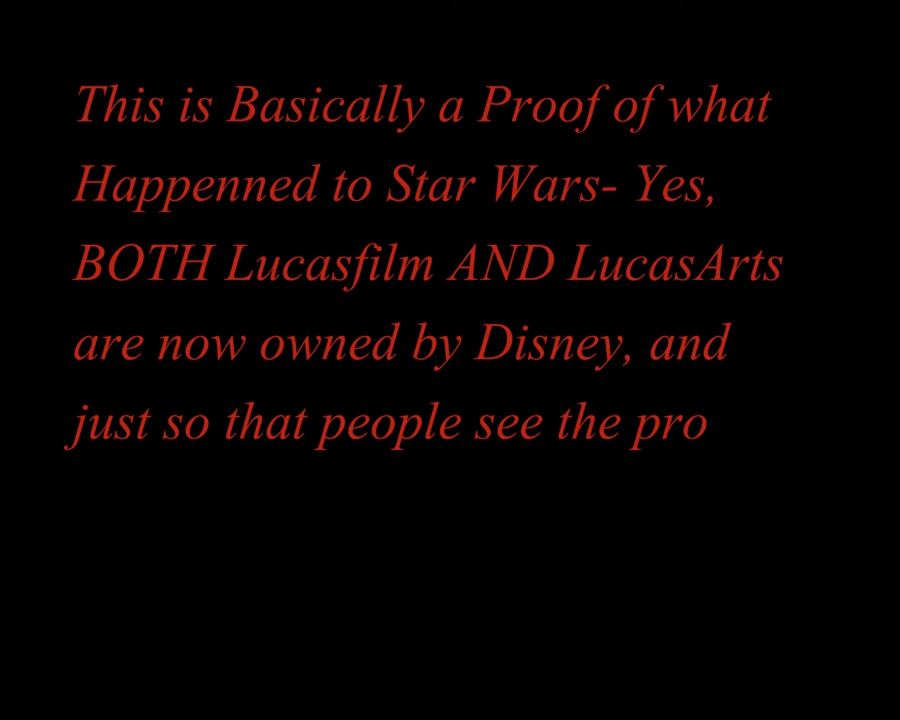 This is Basically a Proof of what
Happenned to Star Wars- Yes,
BOTH Lucasfilm AND LucasArts
are now owned by Disney, and
just so that people see the pro